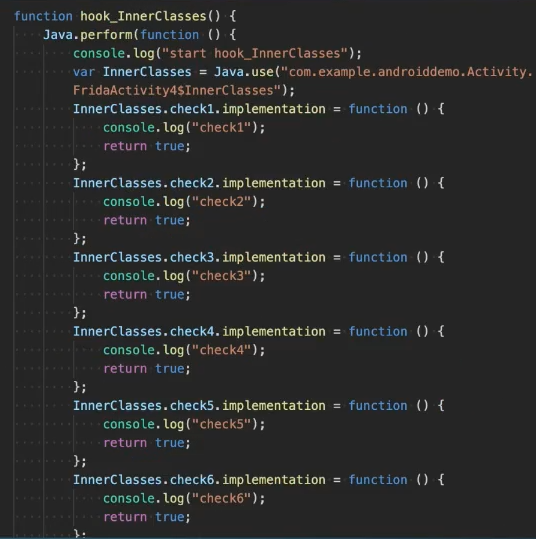 function hook_InnerClasses() {
    Java.perform(function () {
        console.log("start hook_InnerClasses");
        var InnerClasses = Java.use("com.example.androiddemo.Activity.
        FridaActivity4$InnerClasses");
        InnerClasses.check1.implementation = function () {
            console.log("check1");
            return true;
        };
        InnerClasses.check2.implementation = function () {
            console.log("check2");
            return true;
        };
        InnerClasses.check3.implementation = function () {
            console.log("check3");
            return true;
        };
        InnerClasses.check4.implementation = function () {
            console.log("check4");
            return true;
        };
        InnerClasses.check5.implementation = function () {
            console.log("check5");
            return true;
        };
        InnerClasses.check6.implementation = function () {
            console.log("check6");
            return true;
        };